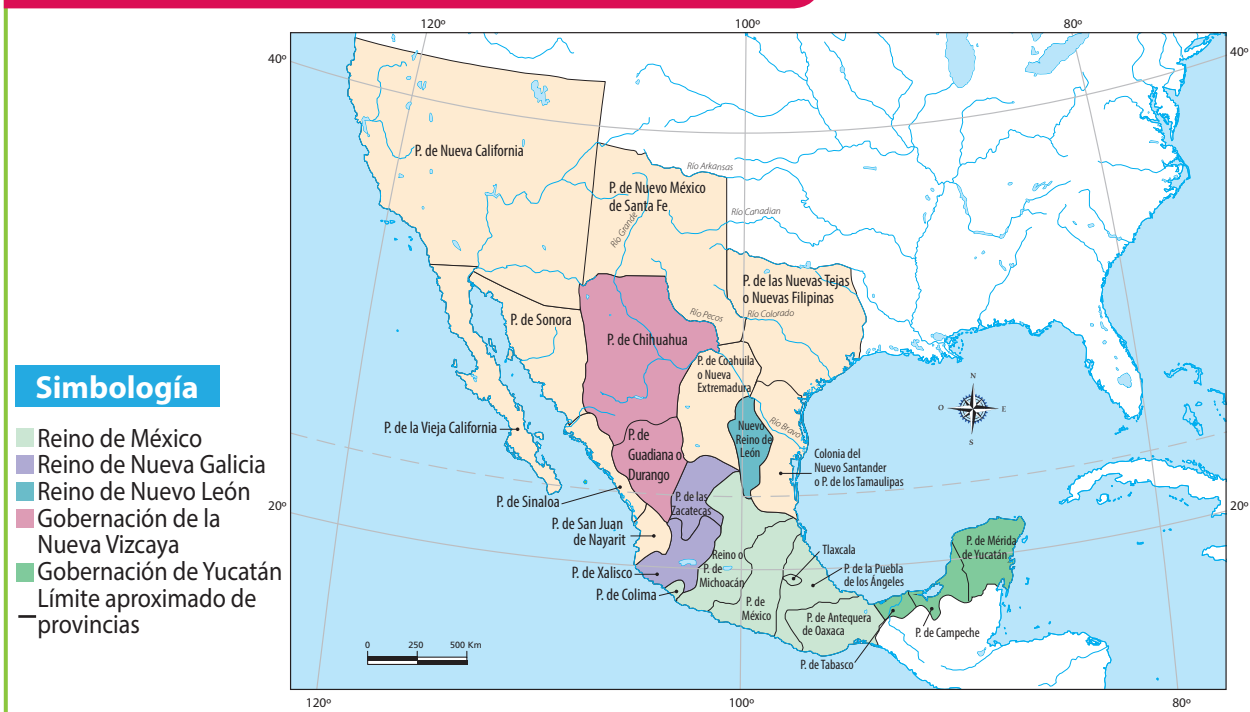 120º
100º
80º
40º
40º
P. de Nueva California
Río Arkansas
P. de Nuevo México
de Santa Fe
Río Canadian
Río Grande
P. de las Nuevas Tejas
o Nuevas Filipinas
Río Pecos
Río Colorado
P. de Sonora
P. de Chihuahua
P. de Coahuila
o Nueva
Extremadura
N
O
E
S
Simbología
Reino de México
Reino de Nueva Galicia
Reino de Nuevo León
Gobernación de la
Nueva Vizcaya
Gobernación de Yucatán
Límite aproximado de
provincias
P. de la Vieja California
P. de
Guadiana o
Durango
Nuevo
Reino de
León
Río Bravo
Colonia del
Nuevo Santander
o P. de los Tamaulipas
P. de Sinaloa
P. de las
Zacatecas
20º
20º
P. de San Juan
de Nayarit
P. de Xalisco
P. de Colima
Reino o
P. de
Michoacán
Tlaxcala
P. de la Puebla
de los Ángeles
P. de Mérida
de Yucatán
P. de
México
P. de Antequera
de Oaxaca
P. de Campeche
P. de Tabasco
0
250
500 Km
120º
100º
80º